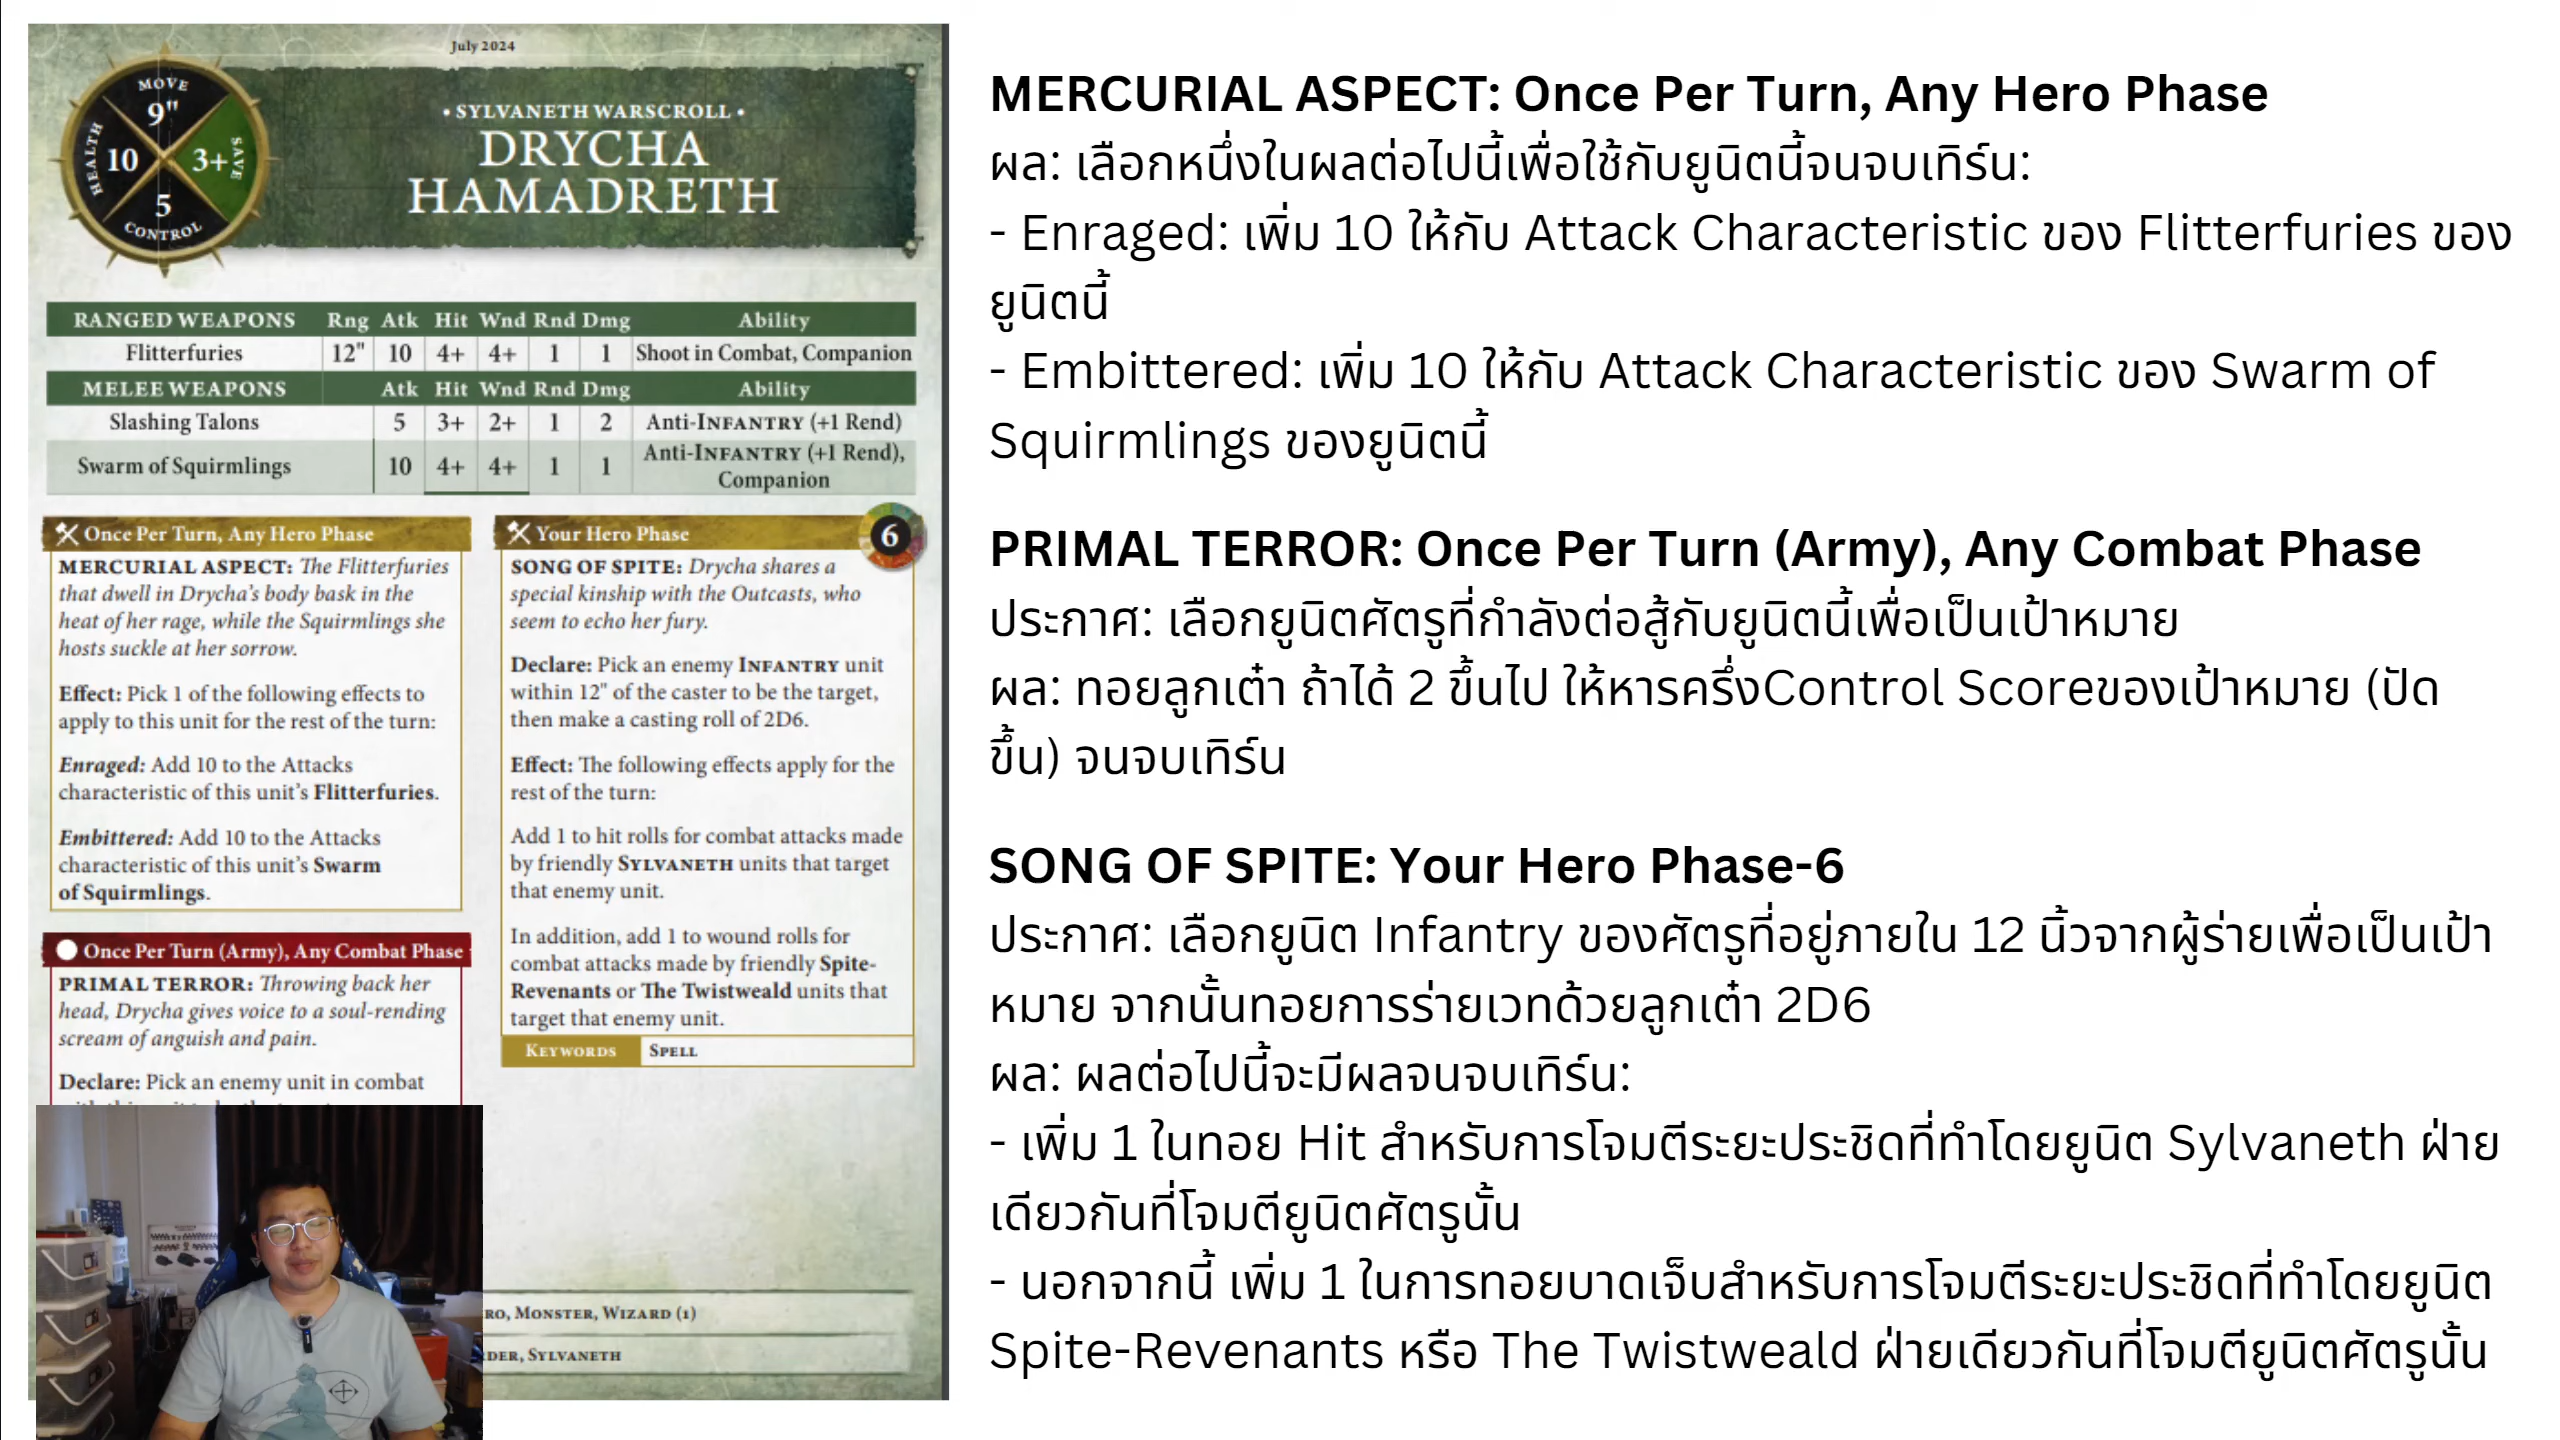 July 2024
MOVE
9"
HEALTH
10
3+
SAVE
5
CONTROL
• SYLVANETH WARSCROLL •
DRYCHA
HAMADRETH
RANGED WEAPONS Rng Atk Hit Wnd Rnd Dmg Ability
Flitterfuries 12" 10 4+ 4+ 1 1 Shoot in Combat, Companion
MELEE WEAPONS Atk Hit Wnd Rnd Dmg Ability
Slashing Talons 5 3+ 2+ 1 2 Anti-INFANTRY (+1 Rend)
Swarm of Squirmlings 10 4+ 4+ 1 1 Anti-INFANTRY (+1 Rend),
Companion
Once Per Turn, Any Hero Phase
MERCURIAL ASPECT: The Flitterfuries
that dwell in Drycha's body bask in the
heat of her rage, while the Squirmlings she
hosts suckle at her sorrow.
Effect: Pick 1 of the following effects to
apply to this unit for the rest of the turn:
Enraged: Add 10 to the Attacks
characteristic of this unit's Flitterfuries.
Embittered: Add 10 to the Attacks
characteristic of this unit's Swarm
of Squirmlings.
Once Per Turn (Army), Any Combat Phase
PRIMAL TERROR: Throwing back her
head, Drycha gives voice to a soul-rending
scream of anguish and pain.
Declare: Pick an enemy unit in combat
Your Hero Phase
6
SONG OF SPITE: Drycha shares a
special kinship with the Outcasts, who
seem to echo her fury.
Declare: Pick an enemy INFANTRY unit
within 12" of the caster to be the target,
then make a casting roll of 2D6.
Effect: The following effects apply for the
rest of the turn:
Add 1 to hit rolls for combat attacks made
by friendly SYLVANETH units that target
that enemy unit.
In addition, add 1 to wound rolls for
combat attacks made by friendly Spite-
Revenants or The Twistweald units that
target that enemy unit.
KEYWORDS SPELL
RO, MONSTER, WIZARD (1)
DER, SYLVANETH
MERCURIAL ASPECT: Once Per Turn, Any Hero Phase
ผล: เลือกหนึ่งในผลต่อไปนี้เพื่อใช้กับยูนิตนี้จนจบเทิร์น:
- Enraged: เพิ่ม 10 ให้กับ Attack Characteristic ของ Flitterfuries ของ
ยูนิตนี้
- Embittered: เพิ่ม 10 ให้กับ Attack Characteristic ของ Swarm of
Squirmlings ของยูนิตนี้
PRIMAL TERROR: Once Per Turn (Army), Any Combat Phase
ประกาศ: เลือกยูนิตศัตรูที่กำลังต่อสู้กับยูนิตนี้เพื่อเป็นเป้าหมาย
ผล: ทอยลูกเต๋า ถ้าได้ 2 ขึ้นไป ให้หารครึ่งControl Scoreของเป้าหมาย (ปัด
ขึ้น) จนจบเทิร์น
SONG OF SPITE: Your Hero Phase-6
ประกาศ: เลือกยูนิต Infantry ของศัตรูที่อยู่ภายใน 12 นิ้วจากผู้ร่ายเพื่อเป็นเป้า
หมาย จากนั้นทอยการร่ายเวทด้วยลูกเต๋า 2D6
ผล: ผลต่อไปนี้จะมีผลจนจบเทิร์น:
- เพิ่ม 1 ในทอย Hit สำหรับการโจมตีระยะประชิดที่ทำโดยยูนิต Sylvaneth ฝ่าย
เดียวกันที่โจมตียูนิตศัตรูนั้น
- นอกจากนี้ เพิ่ม 1 ในการทอยบาดเจ็บสำหรับการโจมตีระยะประชิดที่ทำโดยยูนิต
Spite-Revenants หรือ The Twistweald ฝ่ายเดียวกันที่โจมตียูนิตศัตรูนั้น